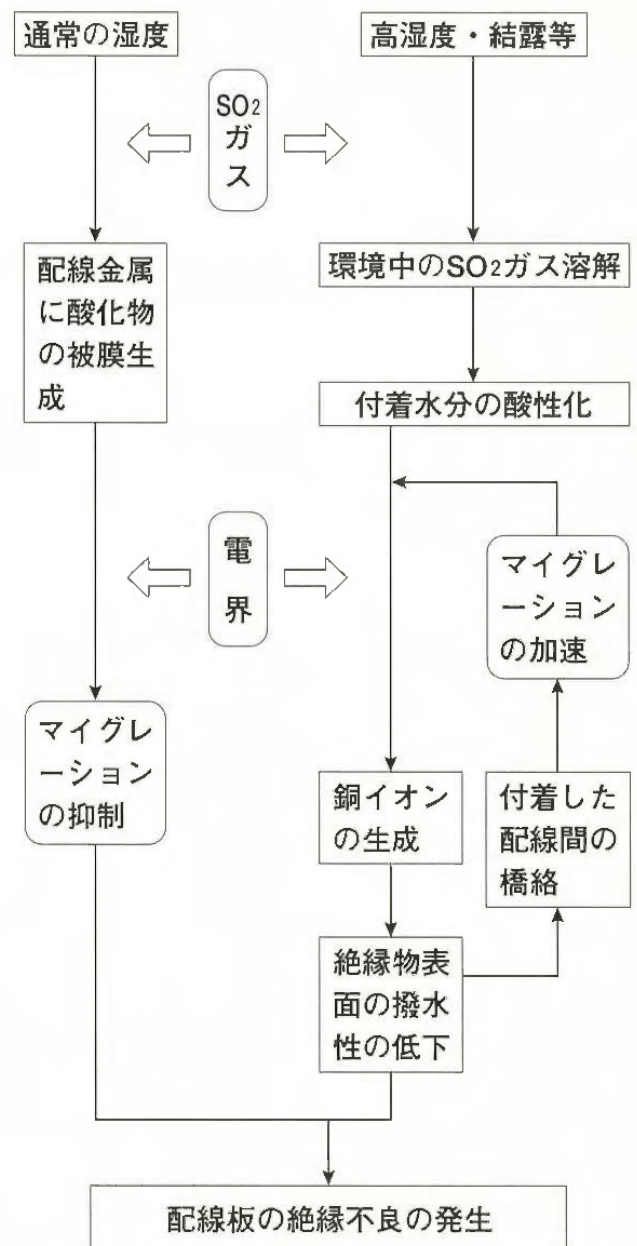 通常の湿度
高湿度・結露等
SO2
ガ
ス
配線金属
に酸化物
の被膜生
成
環境中のSO2ガス溶解
付着水分の酸性化
電
界
マイグレ
ーション
の加速
マイグレ
ーション
の抑制
銅イオン
の生成
付着した
配線間の
橋絡
絶縁物表
面の撥水
性の低下
配線板の絶縁不良の発生